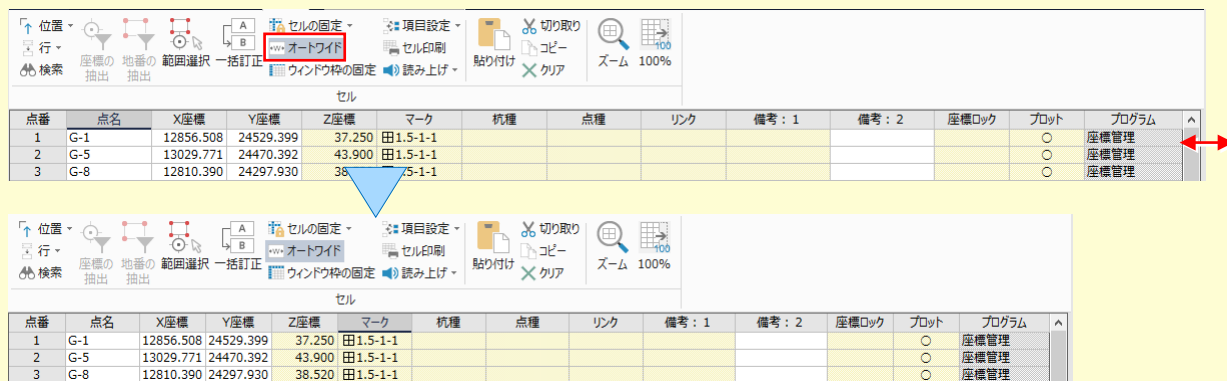 位置 座標の抽出 地番の抽出 範囲選択 A B 一括訂正 セルの固定 項目設定 貼り付け 切り取り ズーム 100 100%
行 オートワイド セル印刷 コピー
検索 ウィンドウ枠の固定 読み上げ クリア
セル
点番 点名 X座標 Y座標 Z座標 マーク 杭種 点種 リンク 備考：1 備考：2 座標ロック プロット プログラム
1 G-1 12856.508 24529.399 37.250 田1.5-1-1 ○ 座標管理
2 G-5 13029.771 24470.392 43.900 田1.5-1-1 ○ 座標管理
3 G-8 12810.390 24297.930 38 .5-1-1 ○ 座標管理
位置 座標の抽出 地番の抽出 範囲選択 A B 一括訂正 セルの固定 項目設定 貼り付け 切り取り ズーム 100 100%
行 オートワイド セル印刷 コピー
検索 ウィンドウ枠の固定 読み上げ クリア
セル
点番 点名 X座標 Y座標 Z座標 マーク 杭種 点種 リンク 備考：1 備考：2 座標ロック プロット プログラム
1 G-1 12856.508 24529.399 37.250 田1.5-1-1 ○ 座標管理
2 G-5 13029.771 24470.392 43.900 田1.5-1-1 ○ 座標管理
3 G-8 12810.390 24297.930 38.520 田1.5-1-1 ○ 座標管理